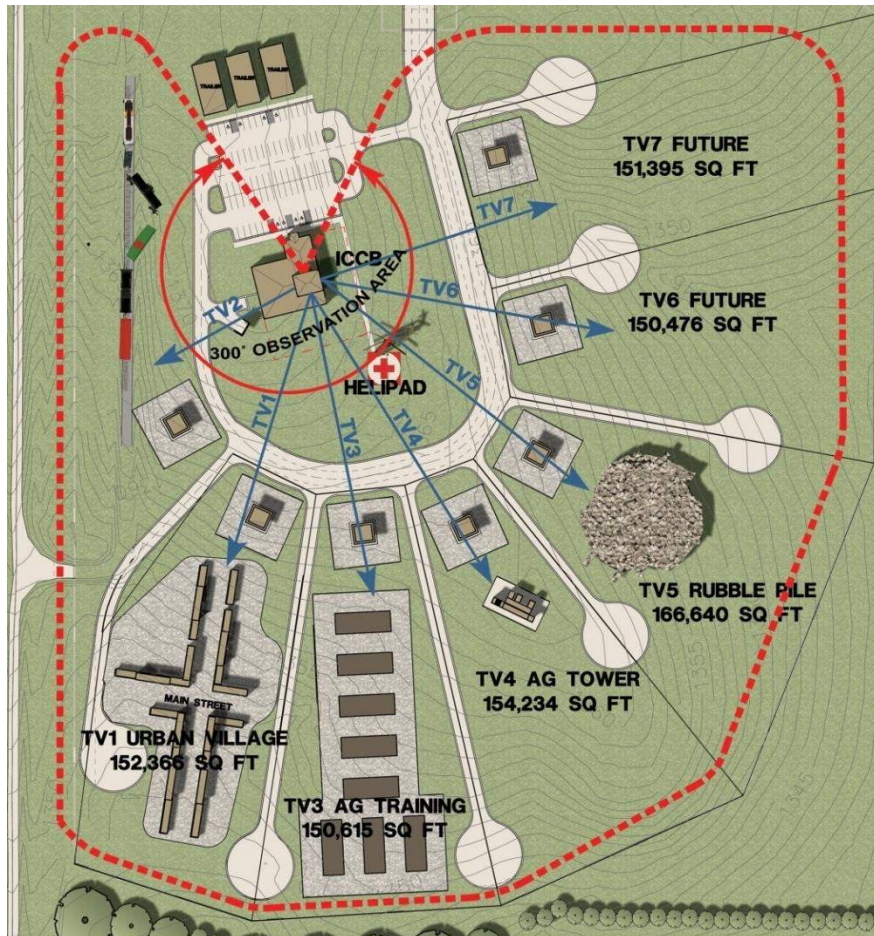 TRAILER
TRAILER
TRAILER
TV7 FUTURE
151,395 SQ FT
TV7
1350
ICCP
TV6
TV2
TV6 FUTURE
150,476 SQ FT
300° OBSERVATION AREA
HELIPAD
TV5
TV1
TV3
TV4
TV5 RUBBLE PILE
166,640 SQ FT
1365
TV4 AG TOWER
154,234 SQ FT
MAIN STREET
TV1 URBAN VILLAGE
152,366 SQ FT
TV3 AG TRAINING
150,615 SQ FT